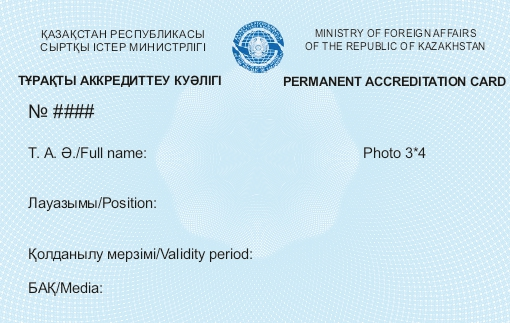 ҚАЗАҚСТАН РЕСПУБЛИКАСЫ
СЫРТҚЫ ІСТЕР МИНИСТРЛІГІ
MINISTRY OF FOREIGN AFFAIRS
OF THE REPUBLIC OF KAZAKHSTAN
ТҰРАҚТЫ АККРЕДИТТЕУ КУӘЛІГІ
PERMANENT ACCREDITATION CARD
№ ####
Т. А. Ә./Full name:
Photo 3*4
Лауазымы/Position:
Қолданылу мерзімі/Validity period:
БАҚ/Media: